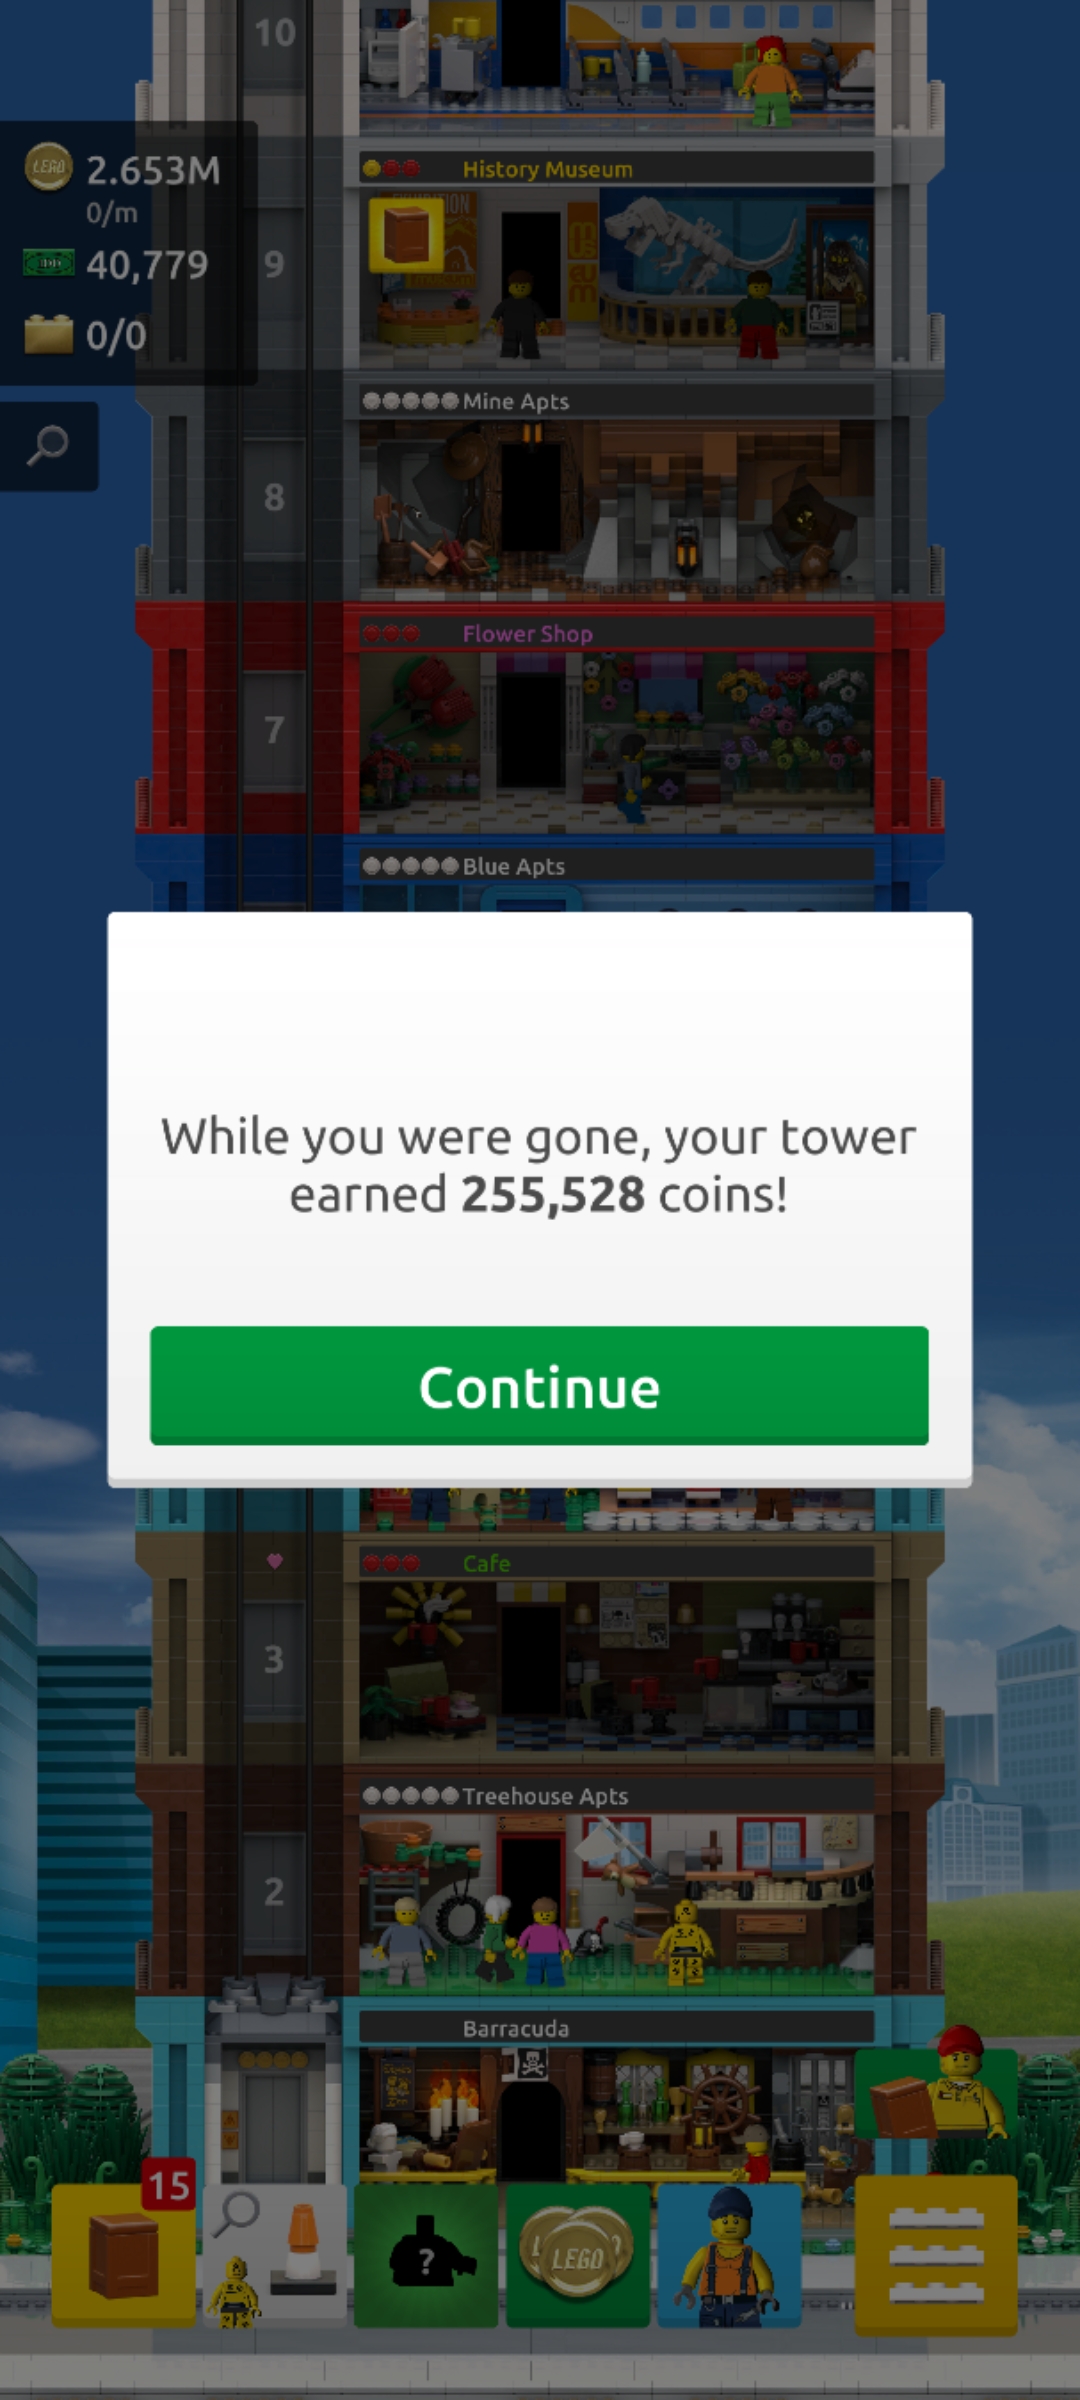 10
LEGO 2.653M
0/m
History Museum
40,779
9
0/0
Mine Apts
8
Flower Shop
7
Blue Apts
While you were gone, your tower
earned 255,528 coins!
Continue
Cafe
3
Treehouse Apts
2
Barracuda
15
?
LEGO